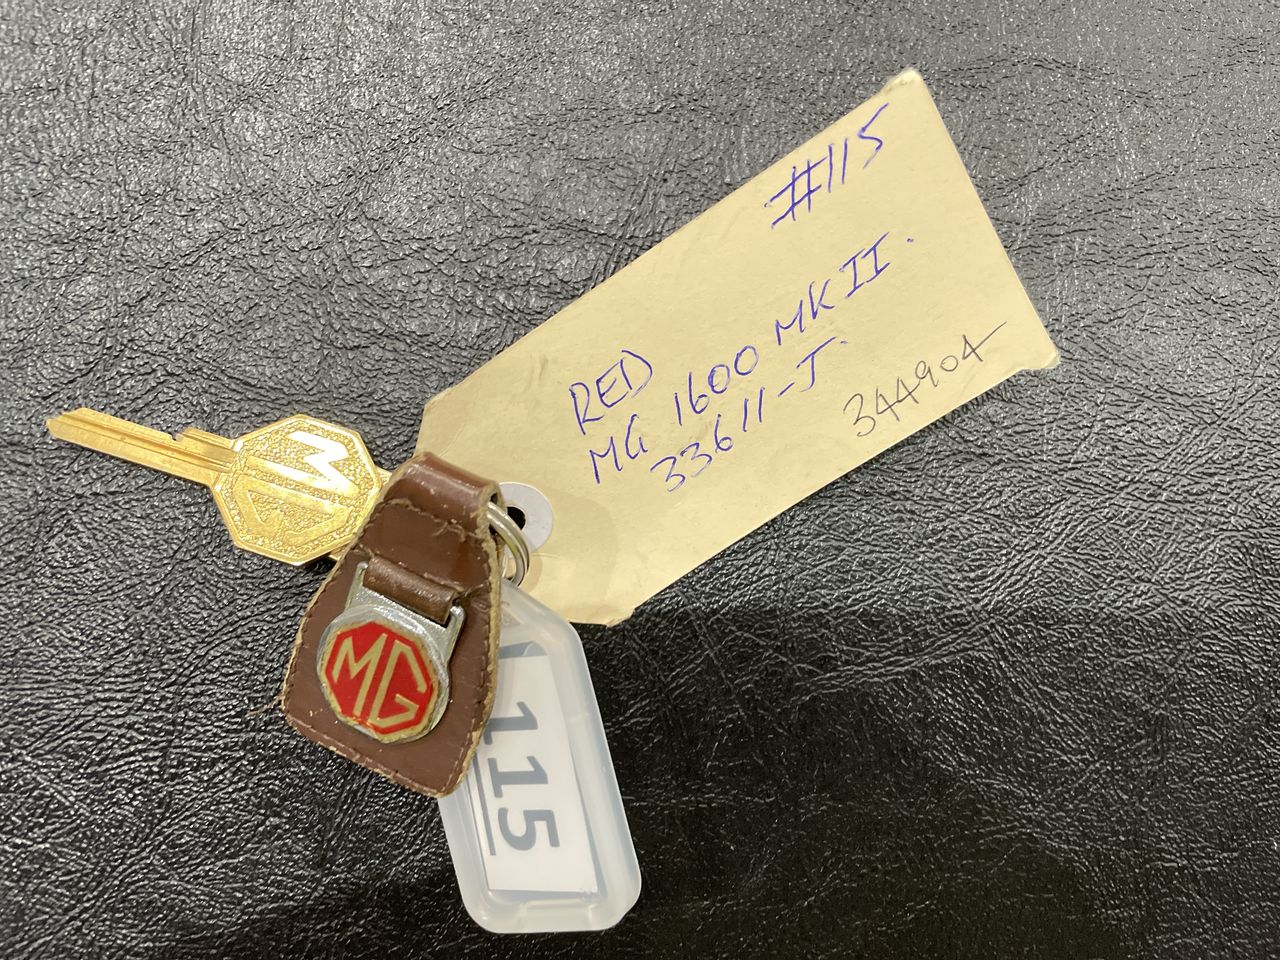 #115
RED
MG 1600 MK II.
33611-J.
344904
MG
MG
115